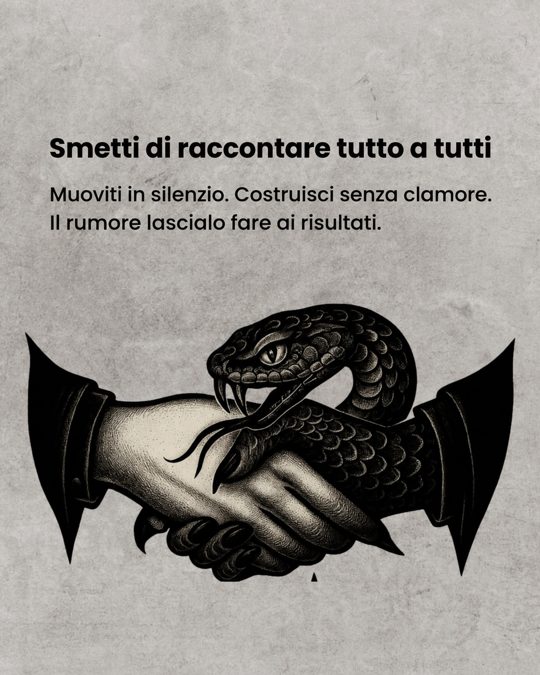 Smetti di raccontare tutto a tutti
Muoviti in silenzio. Costruisci senza clamore.
Il rumore lascialo fare ai risultati.